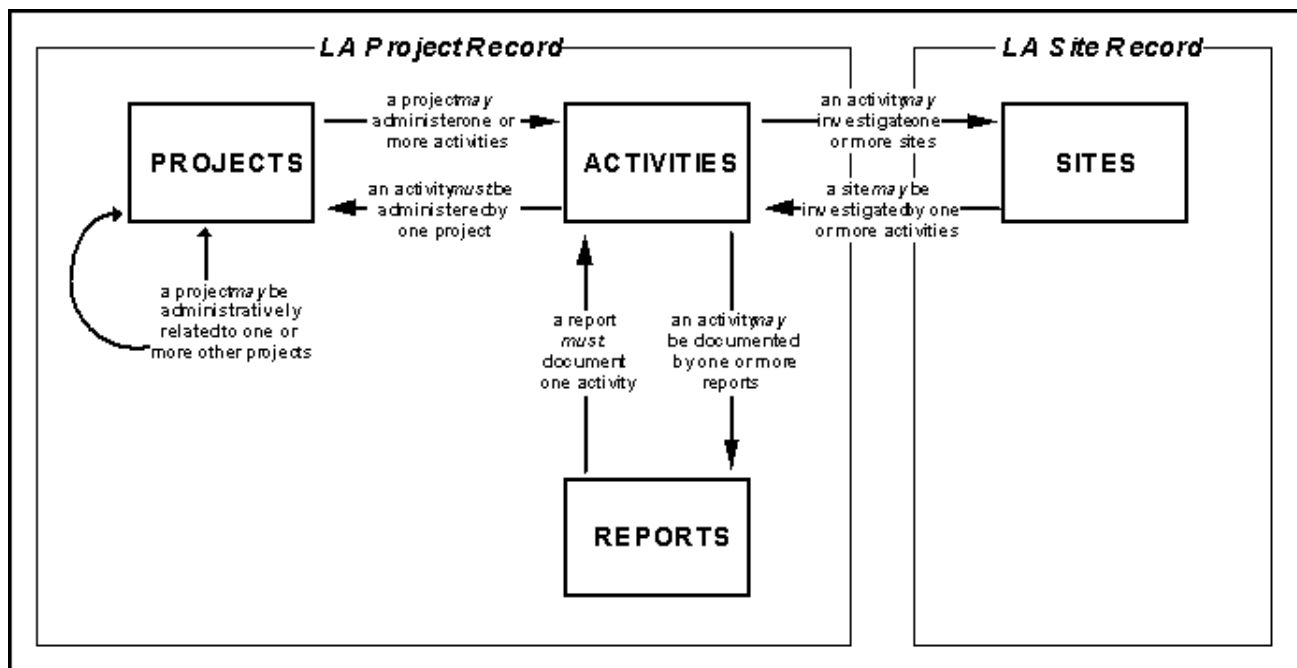 LA Project Record
LA Site Record
a project may
administer one or
more activities
an activity may
investigate one
or more sites
PROJECTS
ACTIVITIES
SITES
an activity must be
administered by
one project
a site may be
investigated by one
or more activities
a project may be
administratively
related to one or
more other projects
a report
must
document
one activity
an activity may
be documented
by one or more
reports
REPORTS